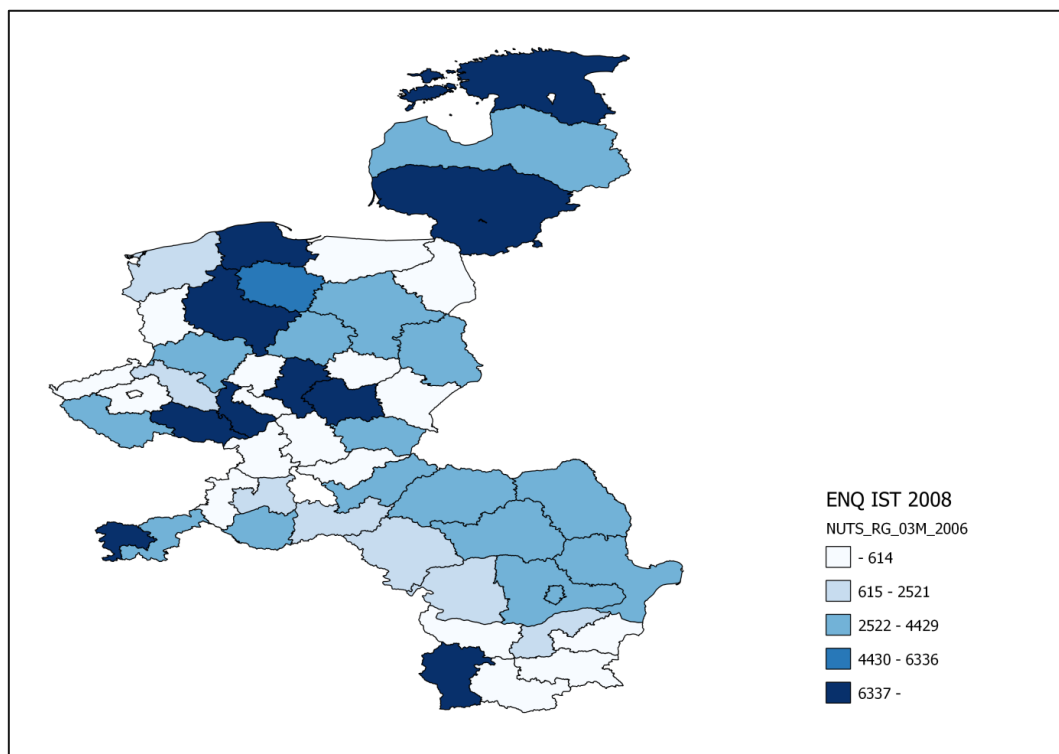 ENQ IST 2008
NUTS_RG_03M_2006
- 614
615 - 2521
2522 - 4429
4430 - 6336
6337 -